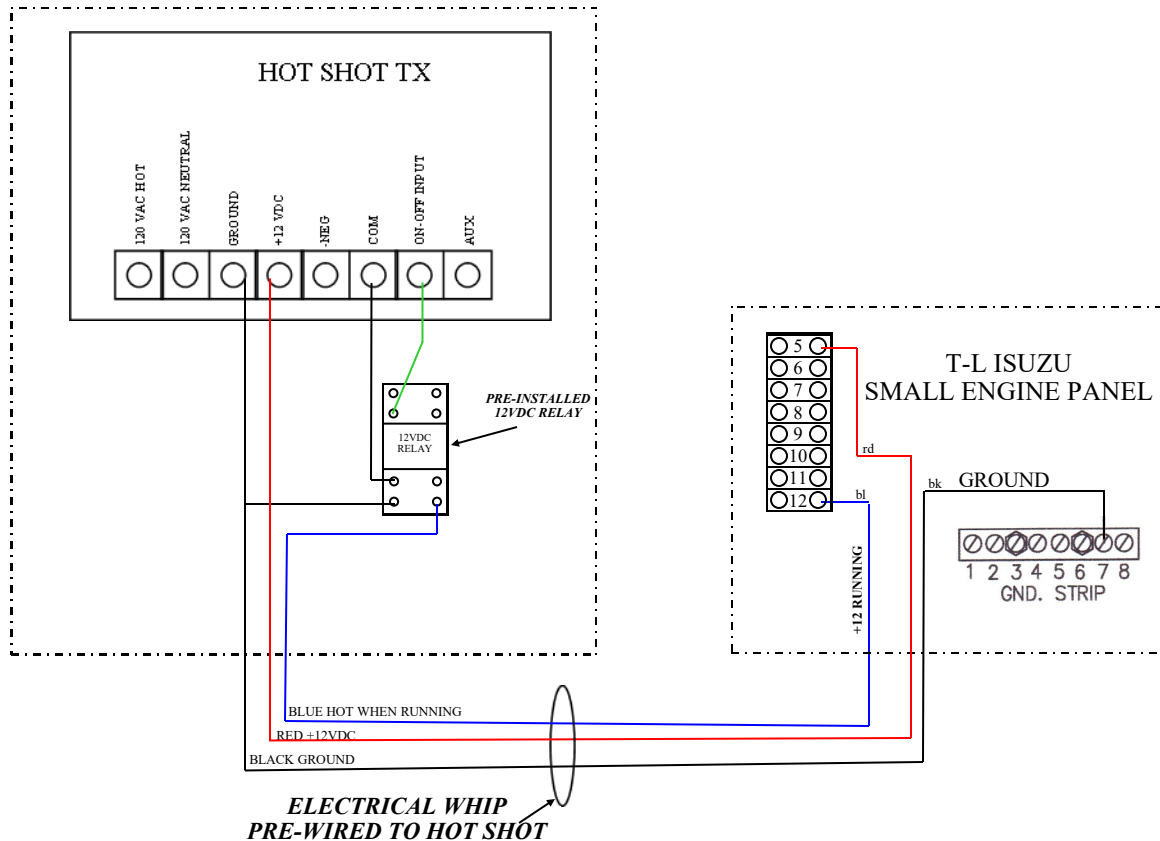 HOT SHOT TX
120 VAC HOT
120 VAC NEUTRAL
GROUND
+12 VDC
-NEG
COM
ON-OFF INPUT
AUX
PRE-INSTALLED
12VDC RELAY
12VDC
RELAY
5
6
7
8
9
10
11
12
T-L ISUZU
SMALL ENGINE PANEL
rd
bl
bk
GROUND
+12 RUNNING
1 2 3 4 5 6 7 8
GND. STRIP
BLUE HOT WHEN RUNNING
RED +12VDC
BLACK GROUND
ELECTRICAL WHIP
PRE-WIRED TO HOT SHOT